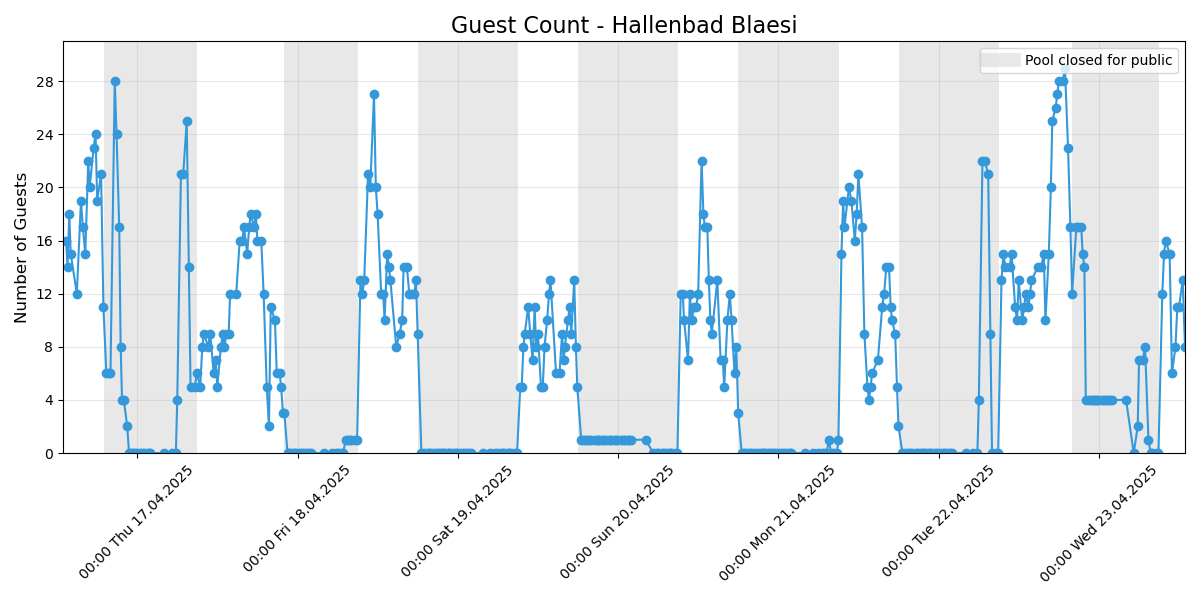 Guest Count - Hallenbad Blaesi
Pool closed for public
Number of Guests
28
24
20
16
12
8
4
0
00:00 Thu 17.04.2025
00:00 Fri 18.04.2025
00:00 Sat 19.04.2025
00:00 Sun 20.04.2025
00:00 Mon 21.04.2025
00:00 Tue 22.04.2025
00:00 Wed 23.04.2025